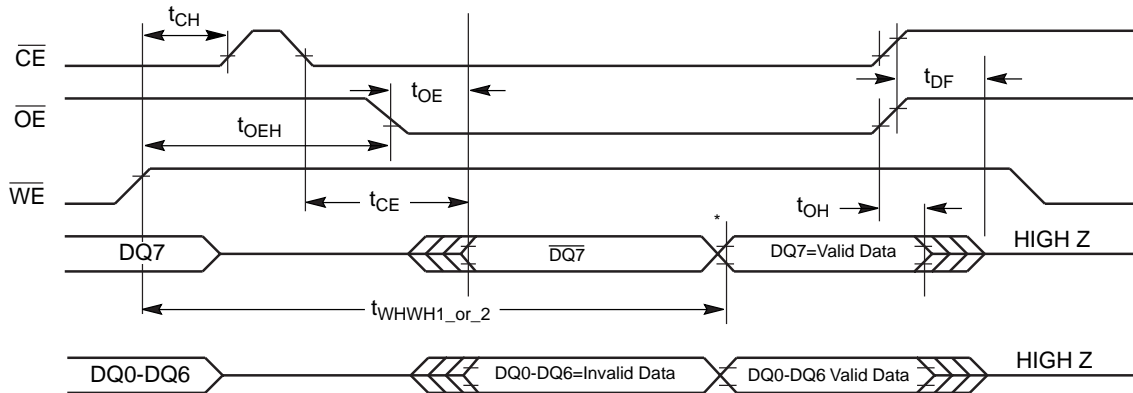 tCH
CE
tOE
tDF
OE
tOEH
WE
tCE
tOH
*
DQ7
DQ7
DQ7=Valid Data
HIGH Z
tWHWH1_or_2
DQ0-DQ6
DQ0-DQ6=Invalid Data
DQ0-DQ6 Valid Data
HIGH Z